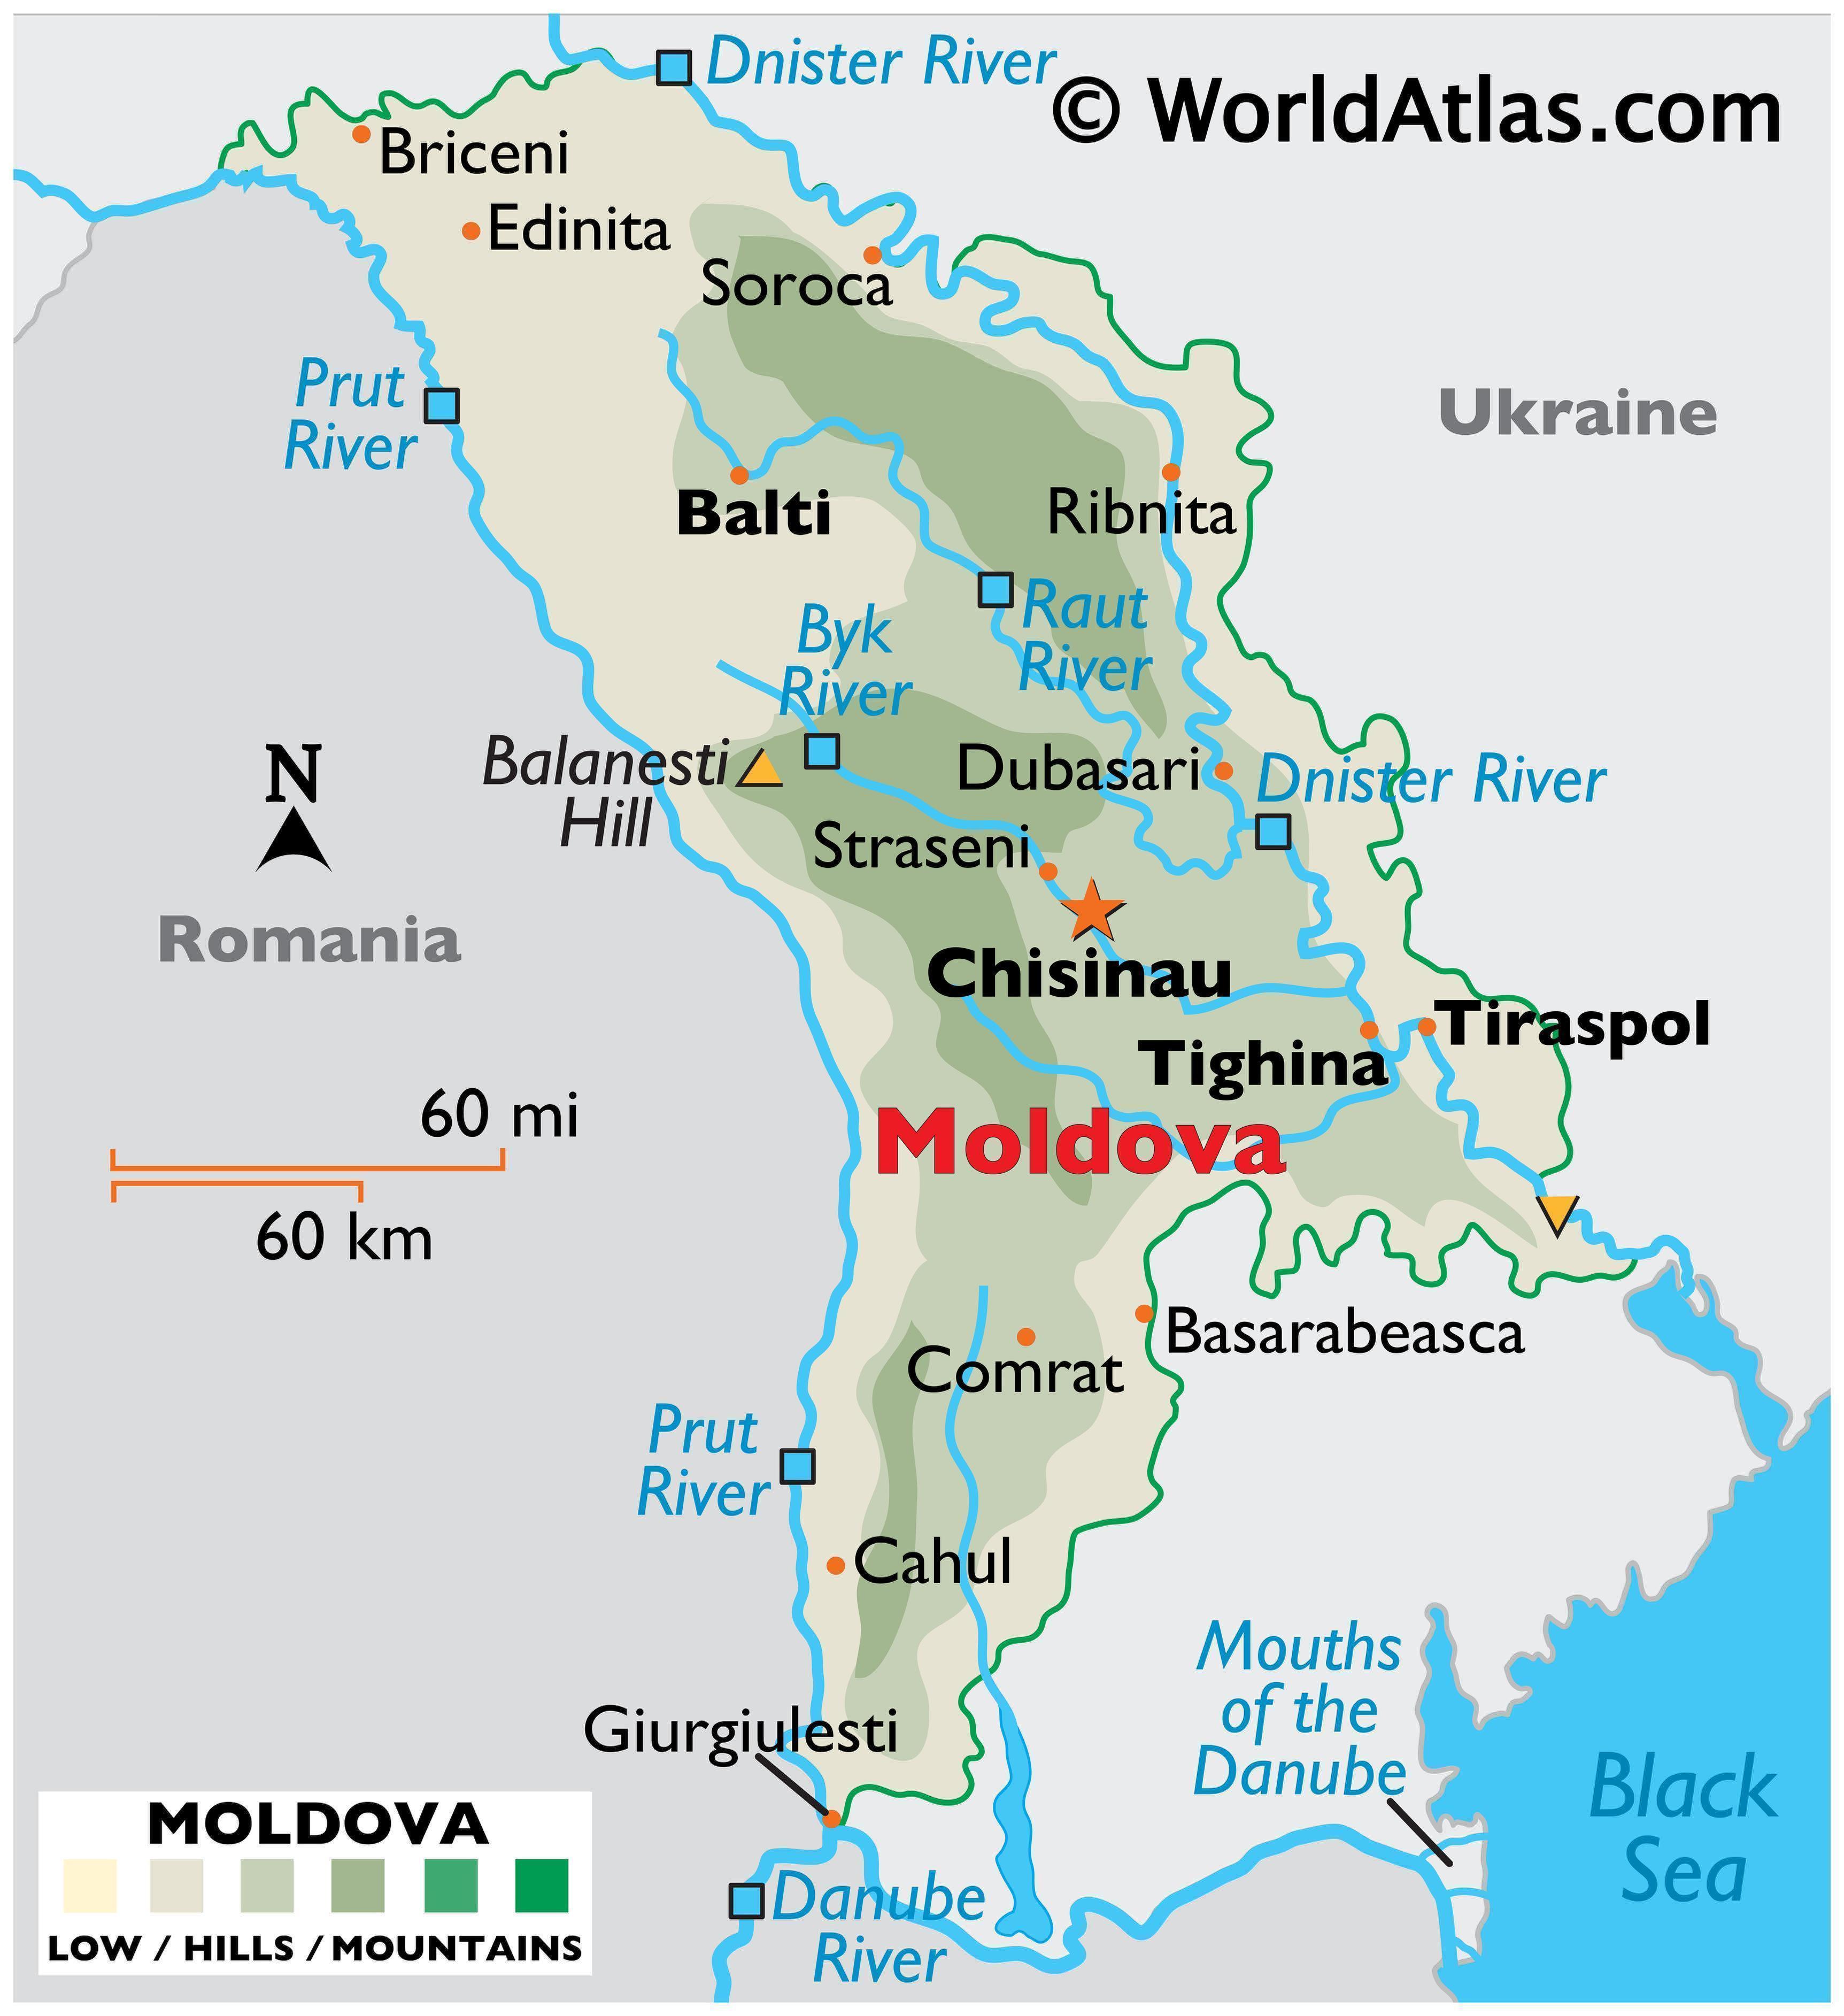 Dnister River
© WorldAtlas.com
Briceni
Edinita
Soroca
Prut
River
Ukraine
Balti
Ribnita
Byk
River
Raut
River
N
Balanesti
Hill
Dubasari
Dnister River
Straseni
Romania
Chisinau
Tiraspol
Tighina
60 mi
60 km
Moldova
Basarabeasca
Comrat
Prut
River
Cahul
Giurgiulesti
Mouths
of the
Danube
Black
Sea
MOLDOVA
LOW / HILLS / MOUNTAINS
Danube
River